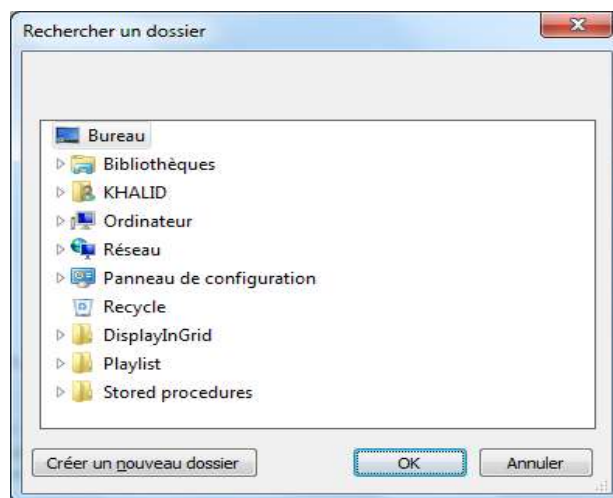 Rechercher un dossier
Bureau
Bibliothèques
KHALID
Ordinateur
Réseau
Panneau de configuration
Recycle
DisplayInGrid
Playlist
Stored procedures
Créer un nouveau dossier OK Annuler